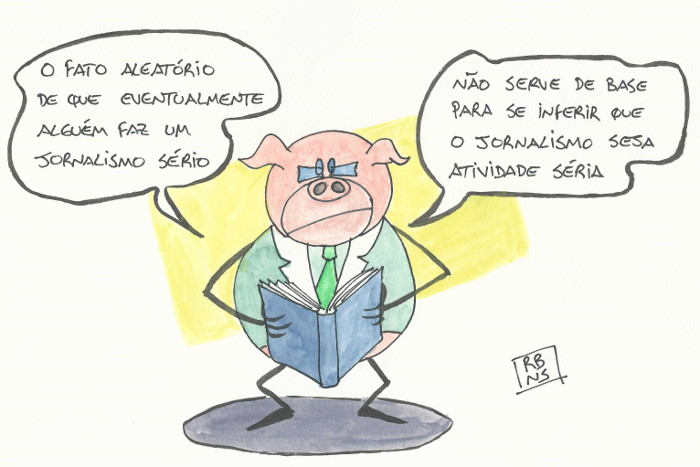 O FATO ALEATÓRIO
DE QUE EVENTUALMENTE
ALGUÉM FAZ UM
JORNALISMO SÉRIO
NÃO SERVE DE BASE
PARA SE INFERIR QUE
O JORNALISMO SEJA
ATIVIDADE SÉRIA
RB
NS